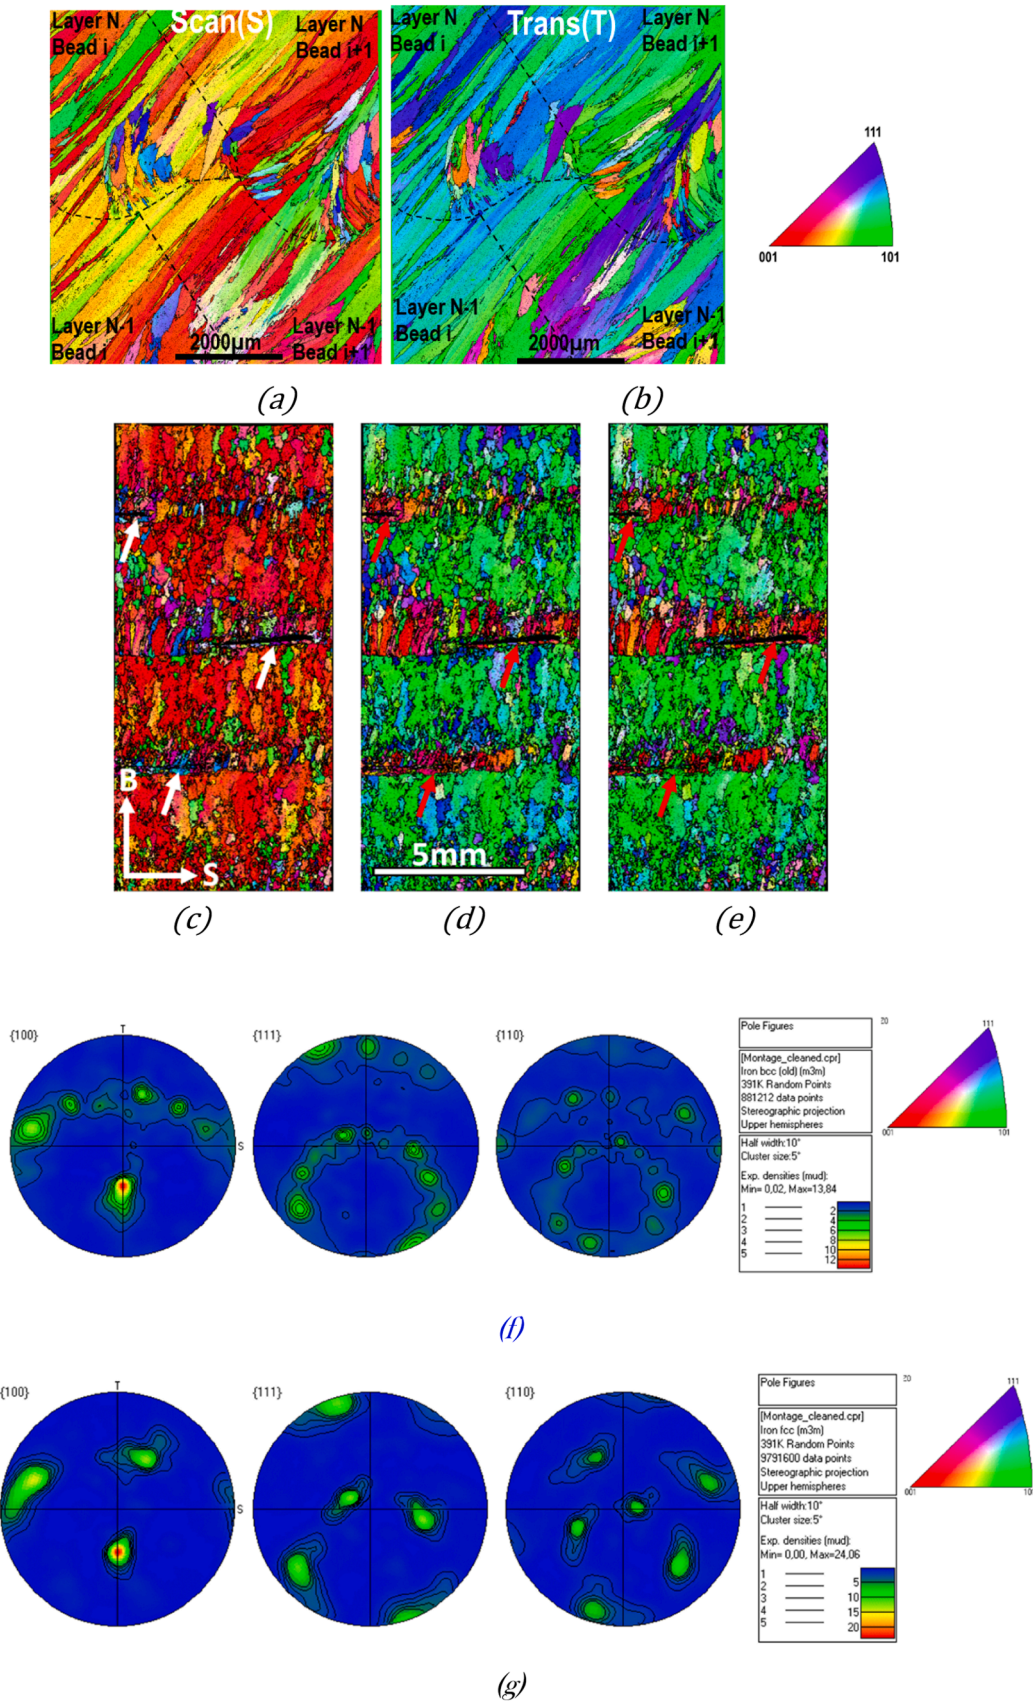 Layer N
Bead i
Scan(S)
Layer N
Bead i+1
Layer N-1
Bead i
2000μm
Layer N-1
Bead i+1
Layer N
Bead i
Trans(T)
Layer N
Bead i+1
Layer N-1
Bead i
2000μm
Layer N-1
Bead i+1
111
001
101
(a)
(b)
B
S
5mm
(c)
(d)
(e)
{100}
T
S
{111}
{110}
Pole Figures
[Montage_cleaned.cpr]
Iron bcc (old) (m3m)
391K Random Points
881212 data points
Stereographic projection
Upper hemispheres
Half width:10°
Cluster size:5°
Exp. densities (mud):
Min= 0,02, Max=13,84
1
2
3
4
5
2
4
6
8
10
12
111
001
101
(f)
{100}
T
S
{111}
{110}
Pole Figures
[Montage_cleaned.cpr]
Iron fcc (m3m)
391K Random Points
9791600 data points
Stereographic projection
Upper hemispheres
Half width:10°
Cluster size:5°
Exp. densities (mud):
Min= 0,00, Max=24,06
1
2
3
4
5
5
10
15
20
111
001
(g)